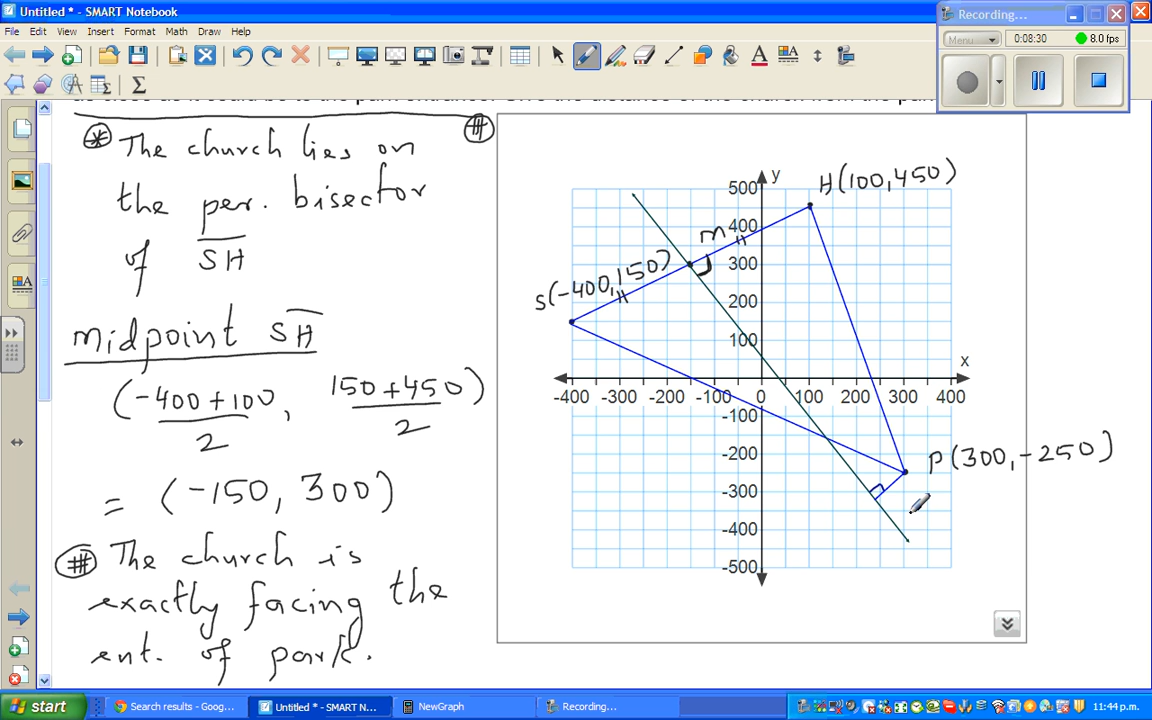 Untitled * - SMART Notebook
File Edit View Insert Format Math Draw Help
Recording...
Menu
0:08:30
8.0 fps
* The church lies on
the per. bisector
of SH
midpoint SH
(-400+100/2, 150+450/2)
= (-150, 300)
# The church is
exactly facing the
ent. of park.
#
y
H(100,450)
500
400
m
300
S(-400,150)
200
100
x
-400 -300 -200 -100 0 100 200 300 400
-100
-200
P(300,-250)
-300
-400
-500
start
Search results - Goog...
Untitled * - SMART N...
NewGraph
Recording...
11:44 p.m.